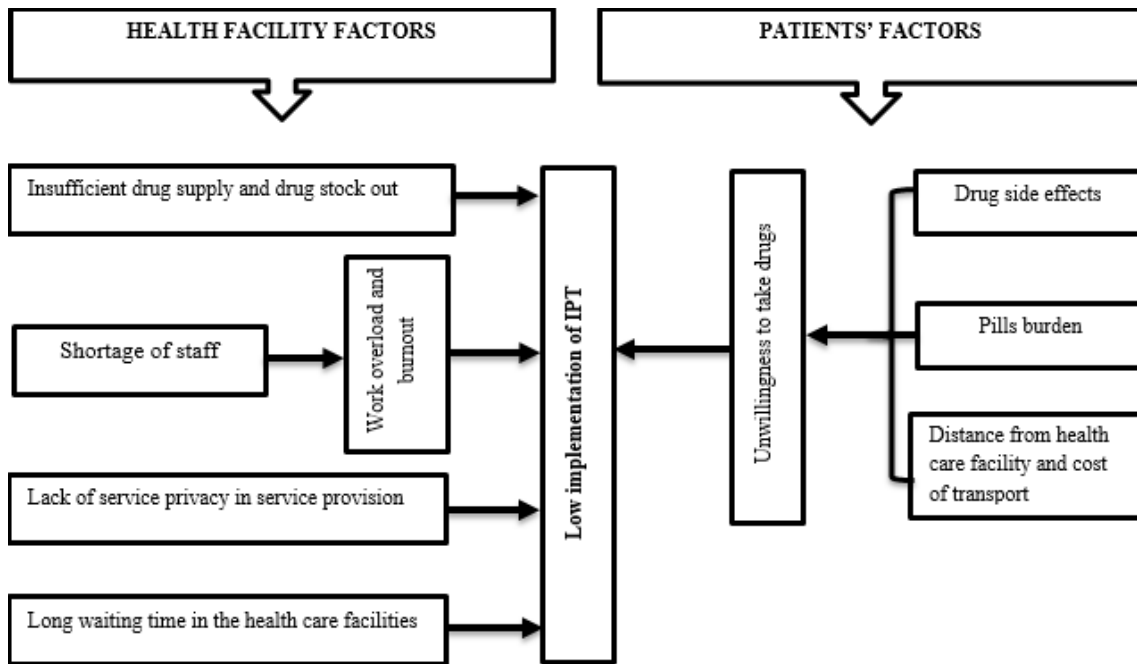 HEALTH FACILITY FACTORS
PATIENTS’ FACTORS
Insufficient drug supply and drug stock out
Shortage of staff
Work overload and
burnout
Lack of service privacy in service provision
Long waiting time in the health care facilities
Low implementation of IPT
Unwillingness to take drugs
Drug side effects
Pills burden
Distance from health
care facility and cost
of transport